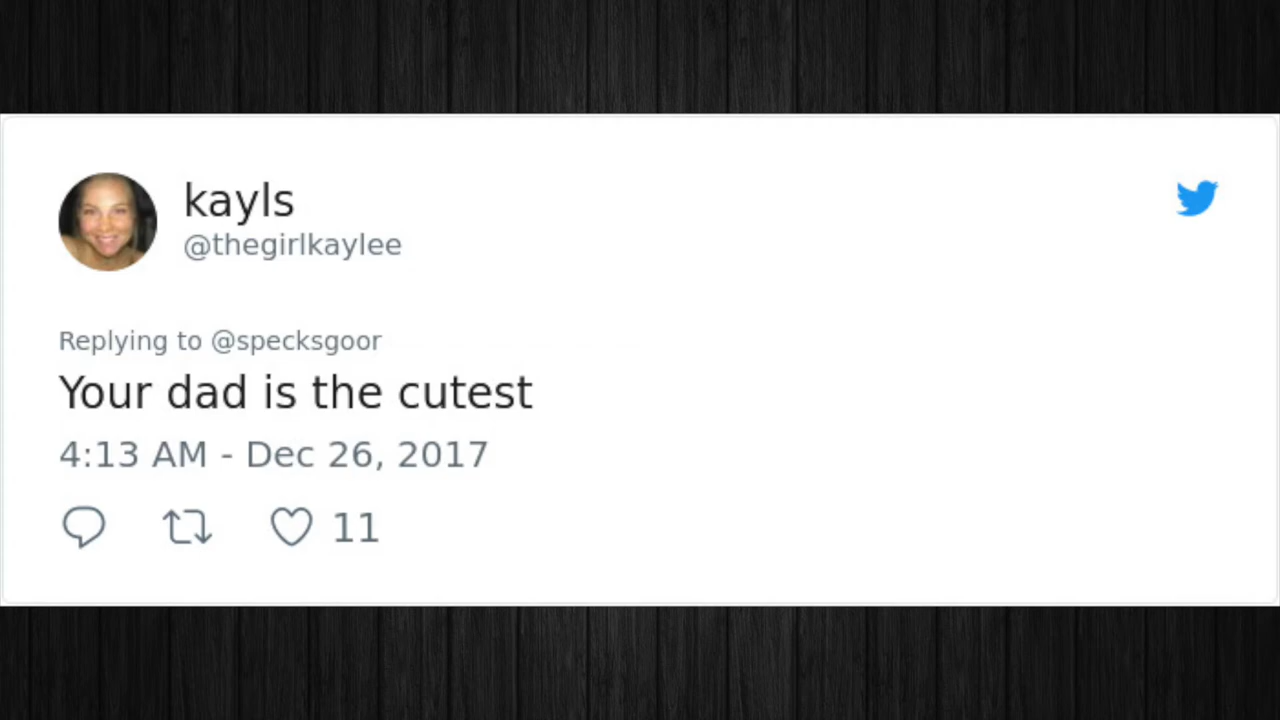 kayls
@thegirlkaylee
Replying to @specksgoor
Your dad is the cutest
4:13 AM - Dec 26, 2017
11